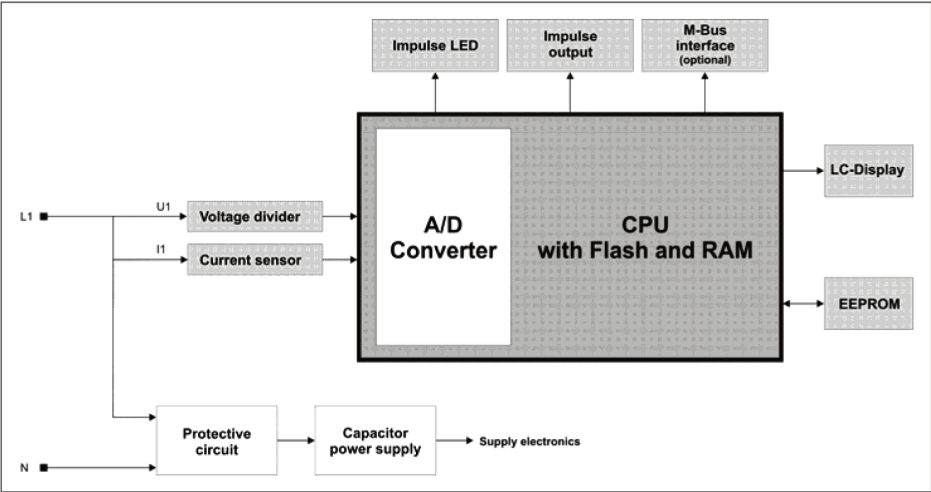 Impulse LED
Impulse
output
M-Bus
interface
(optional)
LC-Display
L1
U1
Voltage divider
I1
Current sensor
A/D
Converter
CPU
with Flash and RAM
EEPROM
Protective
circuit
Capacitor
power supply
Supply electronics
N